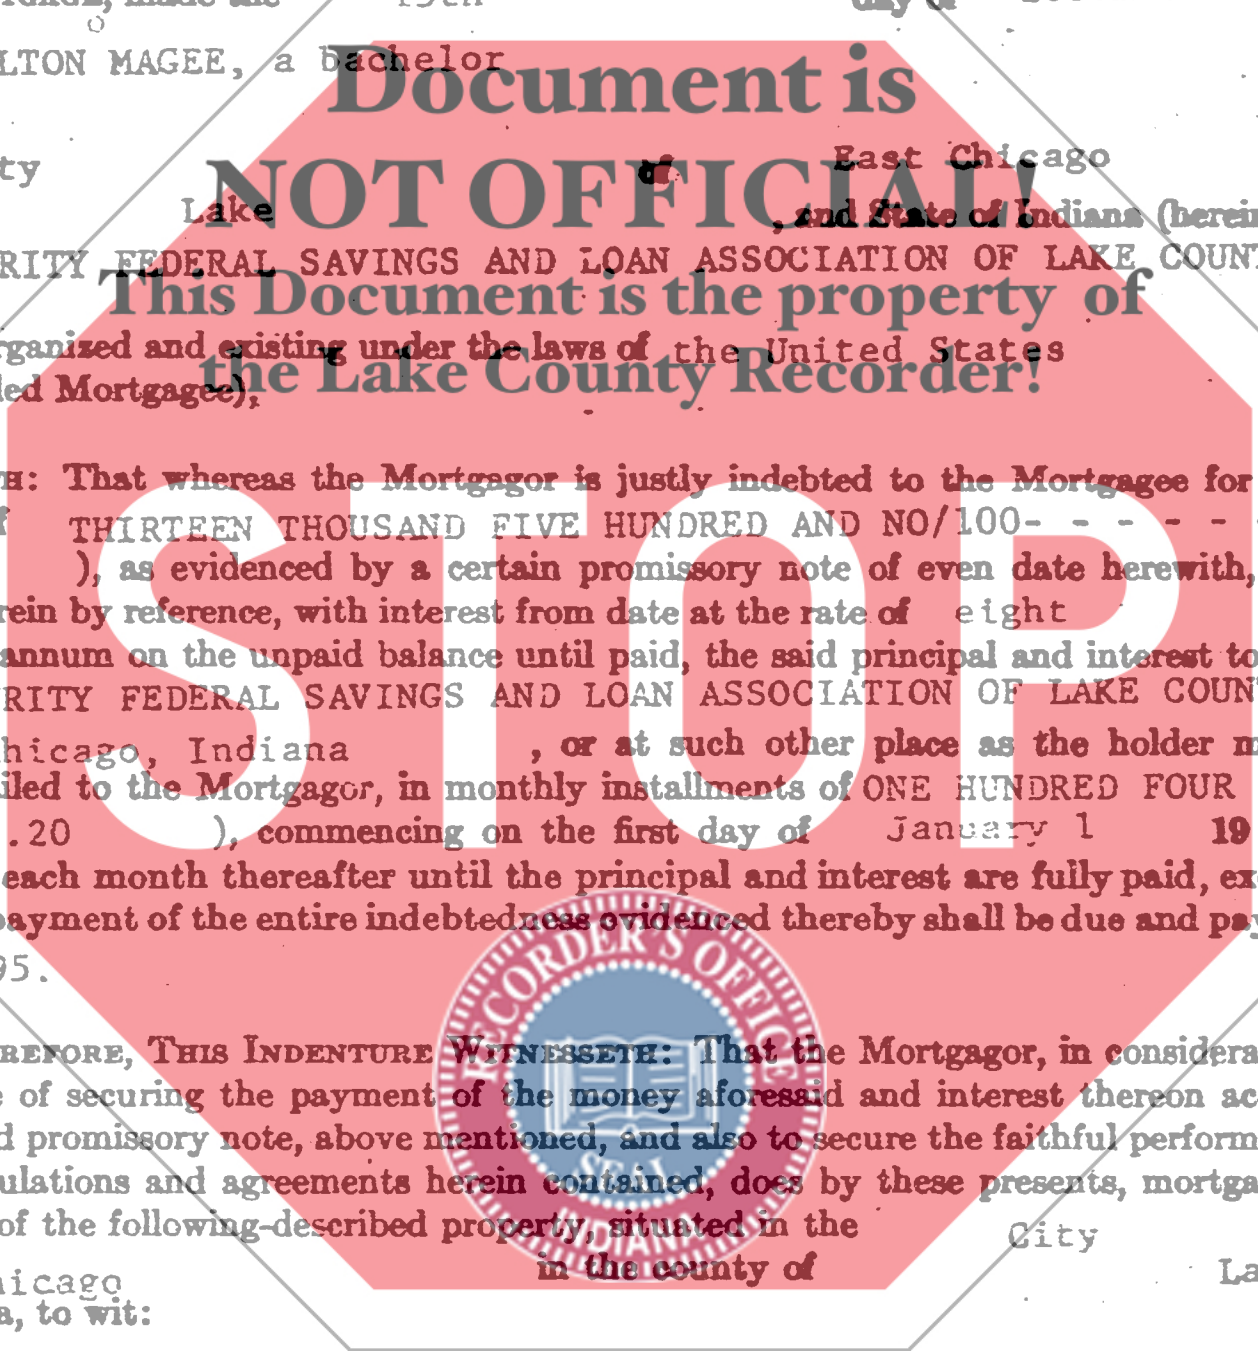 19th day of
LTON MAGEE, a bachelor
Document is
ty of East Chicago
NOT OFFICIAL!
Lake , and State of Indiana (herein
RITY FEDERAL SAVINGS AND LOAN ASSOCIATION OF LAKE COUNT
This Document is the property of
rganized and existing under the laws of the United States
the Lake County Recorder!
ed Mortgagee),
H: That whereas the Mortgagor is justly indebted to the Mortgagee for
f THIRTEEN THOUSAND FIVE HUNDRED AND NO/100- - - - - -
STOP
), as evidenced by a certain promissory note of even date herewith,
rein by reference, with interest from date at the rate of eight
annum on the unpaid balance until paid, the said principal and interest to
RITY FEDERAL SAVINGS AND LOAN ASSOCIATION OF LAKE COUN
hicago, Indiana , or at such other place as the holder m
iled to the Mortgagor, in monthly installments of ONE HUNDRED FOUR
.20 ), commencing on the first day of January 1 19
each month thereafter until the principal and interest are fully paid, ex
payment of the entire indebtedness evidenced thereby shall be due and pay
95.
RECORDER'S OFFICE
SEAL
INDIANA
REFORE, THIS INDENTURE WITNESSETH: That the Mortgagor, in considera
e of securing the payment of the money aforesaid and interest thereon ac
d promissory note, above mentioned, and also to secure the faithful perform
ulations and agreements herein contained, does by these presents, mortga
of the following-described property, situated in the City
hicago in the county of La
a, to wit: